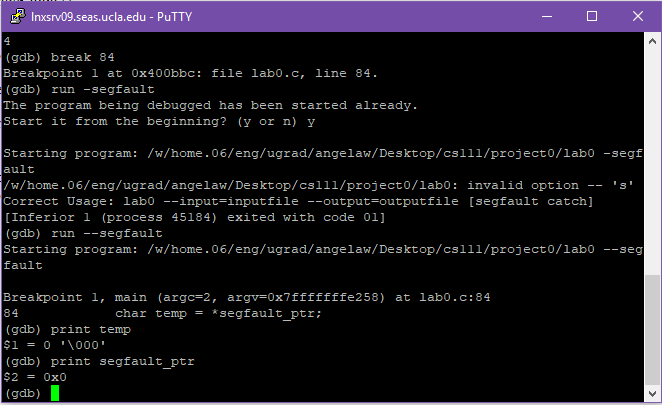 lnxsrv09.seas.ucla.edu - PuTTY
4
(gdb) break 84
Breakpoint 1 at 0x400bbc: file lab0.c, line 84.
(gdb) run -segfault
The program being debugged has been started already.
Start it from the beginning? (y or n) y
Starting program: /w/home.06/eng/ugrad/angelaw/Desktop/cs111/project0/lab0 -segf
ault
/w/home.06/eng/ugrad/angelaw/Desktop/cs111/project0/lab0: invalid option -- 's'
Correct Usage: lab0 --input=inputfile --output=outputfile [segfault catch]
[Inferior 1 (process 45184) exited with code 01]
(gdb) run --segfault
Starting program: /w/home.06/eng/ugrad/angelaw/Desktop/cs111/project0/lab0 --seg
fault
Breakpoint 1, main (argc=2, argv=0x7fffffffe258) at lab0.c:84
84            char temp = *segfault_ptr;
(gdb) print temp
$1 = 0 '\000'
(gdb) print segfault_ptr
$2 = 0x0
(gdb)